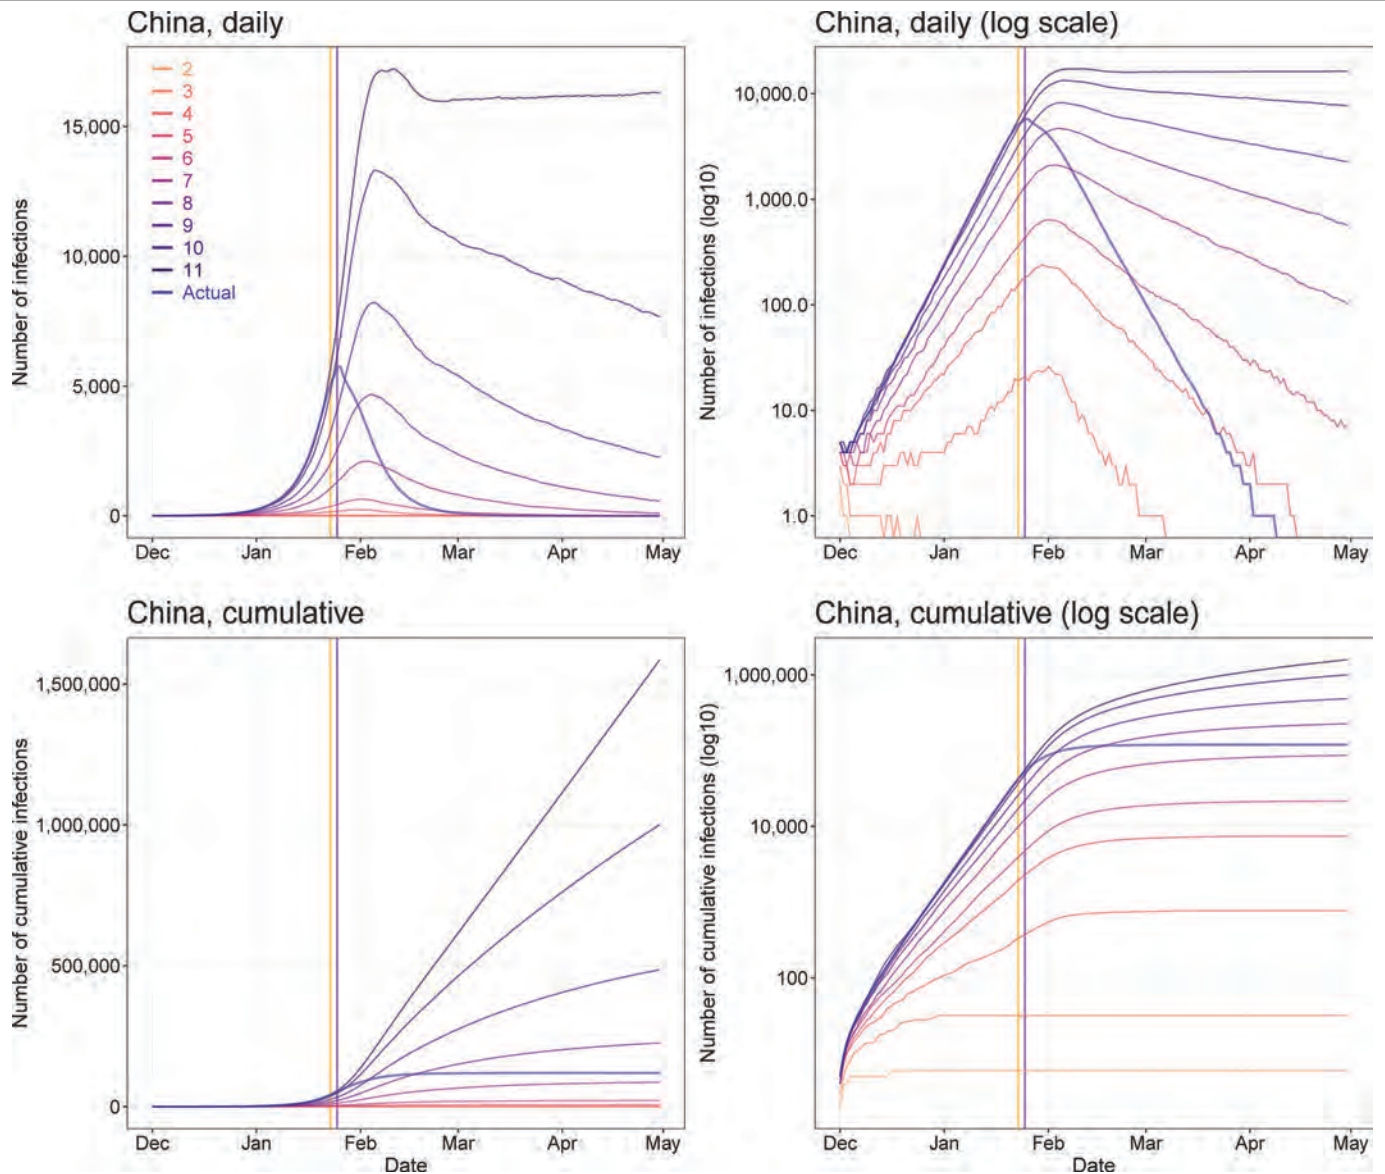 China, daily
Number of infections
15,000
10,000
5,000
0
2
3
4
5
6
7
8
9
10
11
Actual
Dec Jan Feb Mar Apr May
China, daily (log scale)
Number of infections (log10)
10,000.0
1,000.0
100.0
10.0
1.0
Dec Jan Feb Mar Apr May
China, cumulative
Number of cumulative infections
1,500,000
1,000,000
500,000
0
Dec Jan Feb Mar Apr May
Date
China, cumulative (log scale)
Number of cumulative infections (log10)
1,000,000
10,000
100
Dec Jan Feb Mar Apr May
Date